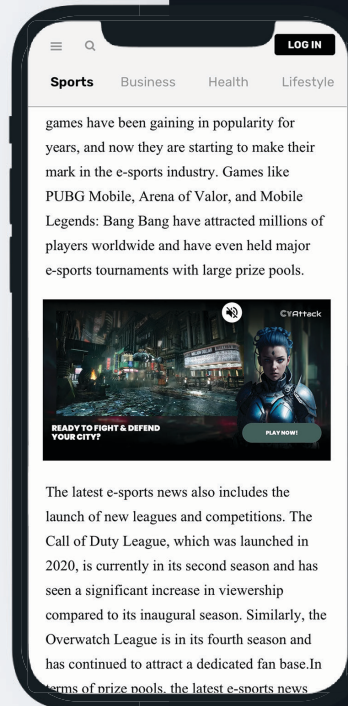 LOG IN
Sports Business Health Lifestyle
games have been gaining in popularity for
years, and now they are starting to make their
mark in the e-sports industry. Games like
PUBG Mobile, Arena of Valor, and Mobile
Legends: Bang Bang have attracted millions of
players worldwide and have even held major
e-sports tournaments with large prize pools.
CYAttack
READY TO FIGHT & DEFEND
YOUR CITY?
PLAY NOW!
The latest e-sports news also includes the
launch of new leagues and competitions. The
Call of Duty League, which was launched in
2020, is currently in its second season and has
seen a significant increase in viewership
compared to its inaugural season. Similarly, the
Overwatch League is in its fourth season and
has continued to attract a dedicated fan base.In
terms of prize pools, the latest e-sports news